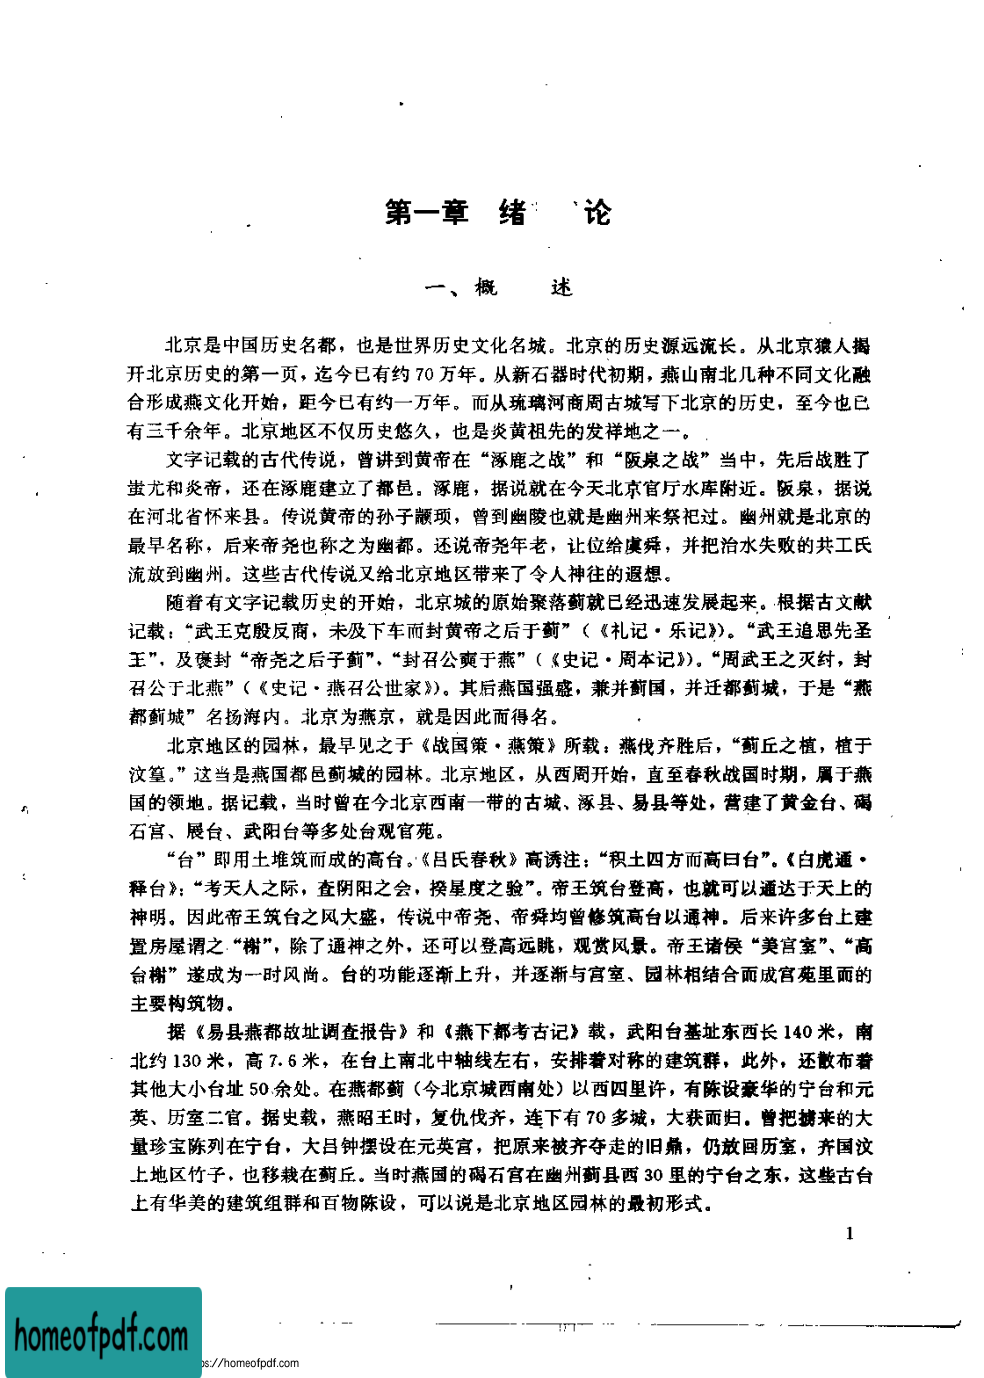 第一章 绪 论
一、概 述
北京是中国历史名都，也是世界历史文化名城。北京的历史源远流长。从北京猿人揭
开北京历史的第一页，迄今已有约 70 万年。从新石器时代初期，燕山南北几种不同文化融
合形成燕文化开始，距今已有约一万年。而从琉璃河商周古城写下北京的历史，至今也已
有三千余年。北京地区不仅历史悠久，也是炎黄祖先的发祥地之一。
文字记载的古代传说，曾讲到黄帝在“涿鹿之战”和“阪泉之战”当中，先后战胜了
蚩尤和炎帝，还在涿鹿建立了都邑。涿鹿，据说就在今天北京官厅水库附近。阪泉，据说
在河北省怀来县。传说黄帝的孙子颛顼，曾到幽陵也就是幽州来祭祀过。幽州就是北京的
最早名称，后来帝尧也称之为幽都。还说帝尧年老，让位给虞舜，并把治水失败的共工氏
流放到幽州。这些古代传说又给北京地区带来了令人神往的遐想。
随着有文字记载历史的开始，北京城的原始聚落蓟就已经迅速发展起来。根据古文献
记载：“武王克殷反商，未及下车而封黄帝之后于蓟”（《礼记·乐记》）。“武王追思先圣
王”，及褒封“帝尧之后于蓟”，“封召公奭于燕”（《史记·周本记》）。“周武王之灭纣，封
召公于北燕”（《史记·燕召公世家》）。其后燕国强盛，兼并蓟国，并迁都蓟城，于是“燕
都蓟城”名扬海内。北京为燕京，就是因此而得名。
北京地区的园林，最早见之于《战国策·燕策》所载：燕伐齐胜后，“蓟丘之植，植于
汶篁。”这当是燕国都邑蓟城的园林。北京地区，从西周开始，直至春秋战国时期，属于燕
国的领地。据记载，当时曾在今北京西南一带的古城、涿县、易县等处，营建了黄金台、碣
石宫、展台、武阳台等多处台观官苑。
“台”即用土堆筑而成的高台。《吕氏春秋》高诱注：“积土四方而高曰台”。《白虎通·
释台》：“考天人之际，查阴阳之会，揆星度之验”。帝王筑台登高，也就可以通达于天上的
神明。因此帝王筑台之风大盛，传说中帝尧、帝舜均曾修筑高台以通神。后来许多台上建
置房屋谓之“榭”，除了通神之外，还可以登高远眺，观赏风景。帝王诸侯“美宫室”、“高
台榭”遂成为一时风尚。台的功能逐渐上升，并逐渐与宫室、园林相结合而成宫苑里面的
主要构筑物。
据《易县燕都故址调查报告》和《燕下都考古记》载，武阳台基址东西长 140 米，南
北约 130 米，高 7.6 米，在台上南北中轴线左右，安排着对称的建筑群，此外，还散布着
其他大小台址 50 余处。在燕都蓟（今北京城西南处）以西四里许，有陈设豪华的宁台和元
英、历室二官。据史载，燕昭王时，复仇伐齐，连下有 70 多城，大获而归。曾把掳来的大
量珍宝陈列在宁台，大吕钟摆设在元英宫，把原来被齐夺走的旧鼎，仍放回历室，齐国汶
上地区竹子，也移栽在蓟丘。当时燕国的碣石宫在幽州蓟县西 30 里的宁台之东，这些古台
上有华美的建筑组群和百物陈设，可以说是北京地区园林的最初形式。
1
homeofpdf.com
ps://homeofpdf.com